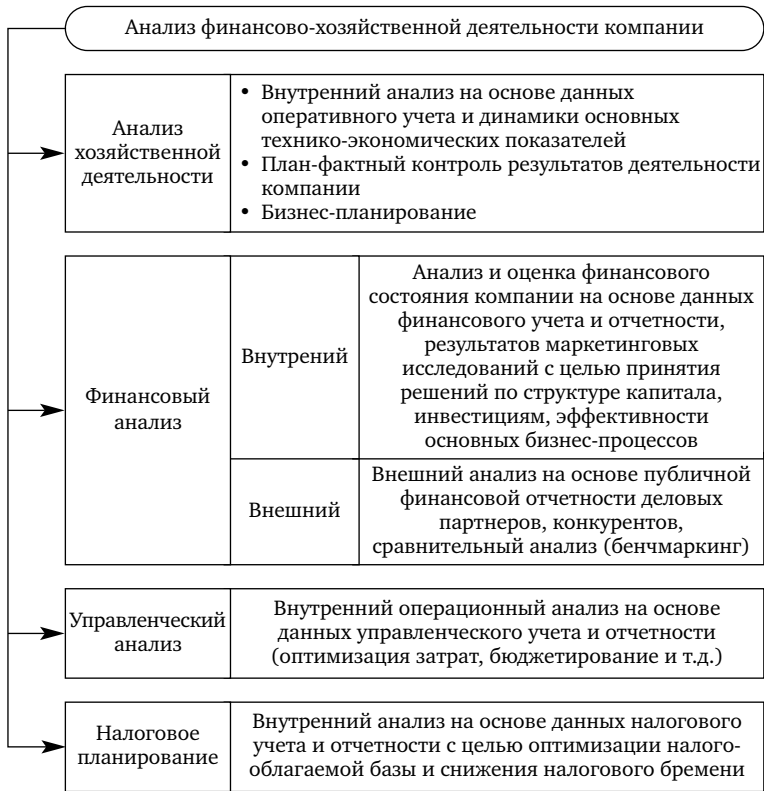 Анализ финансово-хозяйственной деятельности компании
Анализ
хозяйственной
деятельности
• Внутренний анализ на основе данных
оперативного учета и динамики основных
технико-экономических показателей
• План-фактный контроль результатов деятельности
компании
• Бизнес-планирование
Финансовый
анализ
Внутрений
Анализ и оценка финансового
состояния компании на основе данных
финансового учета и отчетности,
результатов маркетинговых
исследований с целью принятия
решений по структуре капитала,
инвестициям, эффективности
основных бизнес-процессов
Внешний
Внешний анализ на основе публичной
финансовой отчетности деловых
партнеров, конкурентов,
сравнительный анализ (бенчмаркинг)
Управленческий
анализ
Внутренний операционный анализ на основе
данных управленческого учета и отчетности
(оптимизация затрат, бюджетирование и т.д.)
Налоговое
планирование
Внутренний анализ на основе данных налогового
учета и отчетности с целью оптимизации налого-
облагаемой базы и снижения налогового бремени